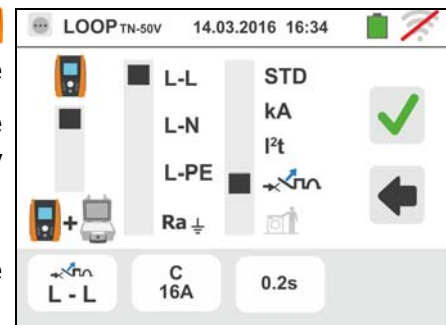 LOOP TN-50V 14.03.2016 16:34
L-L STD
L-N kA
I²t
L-PE
+
Ra
L - L
C
16A
0.2s